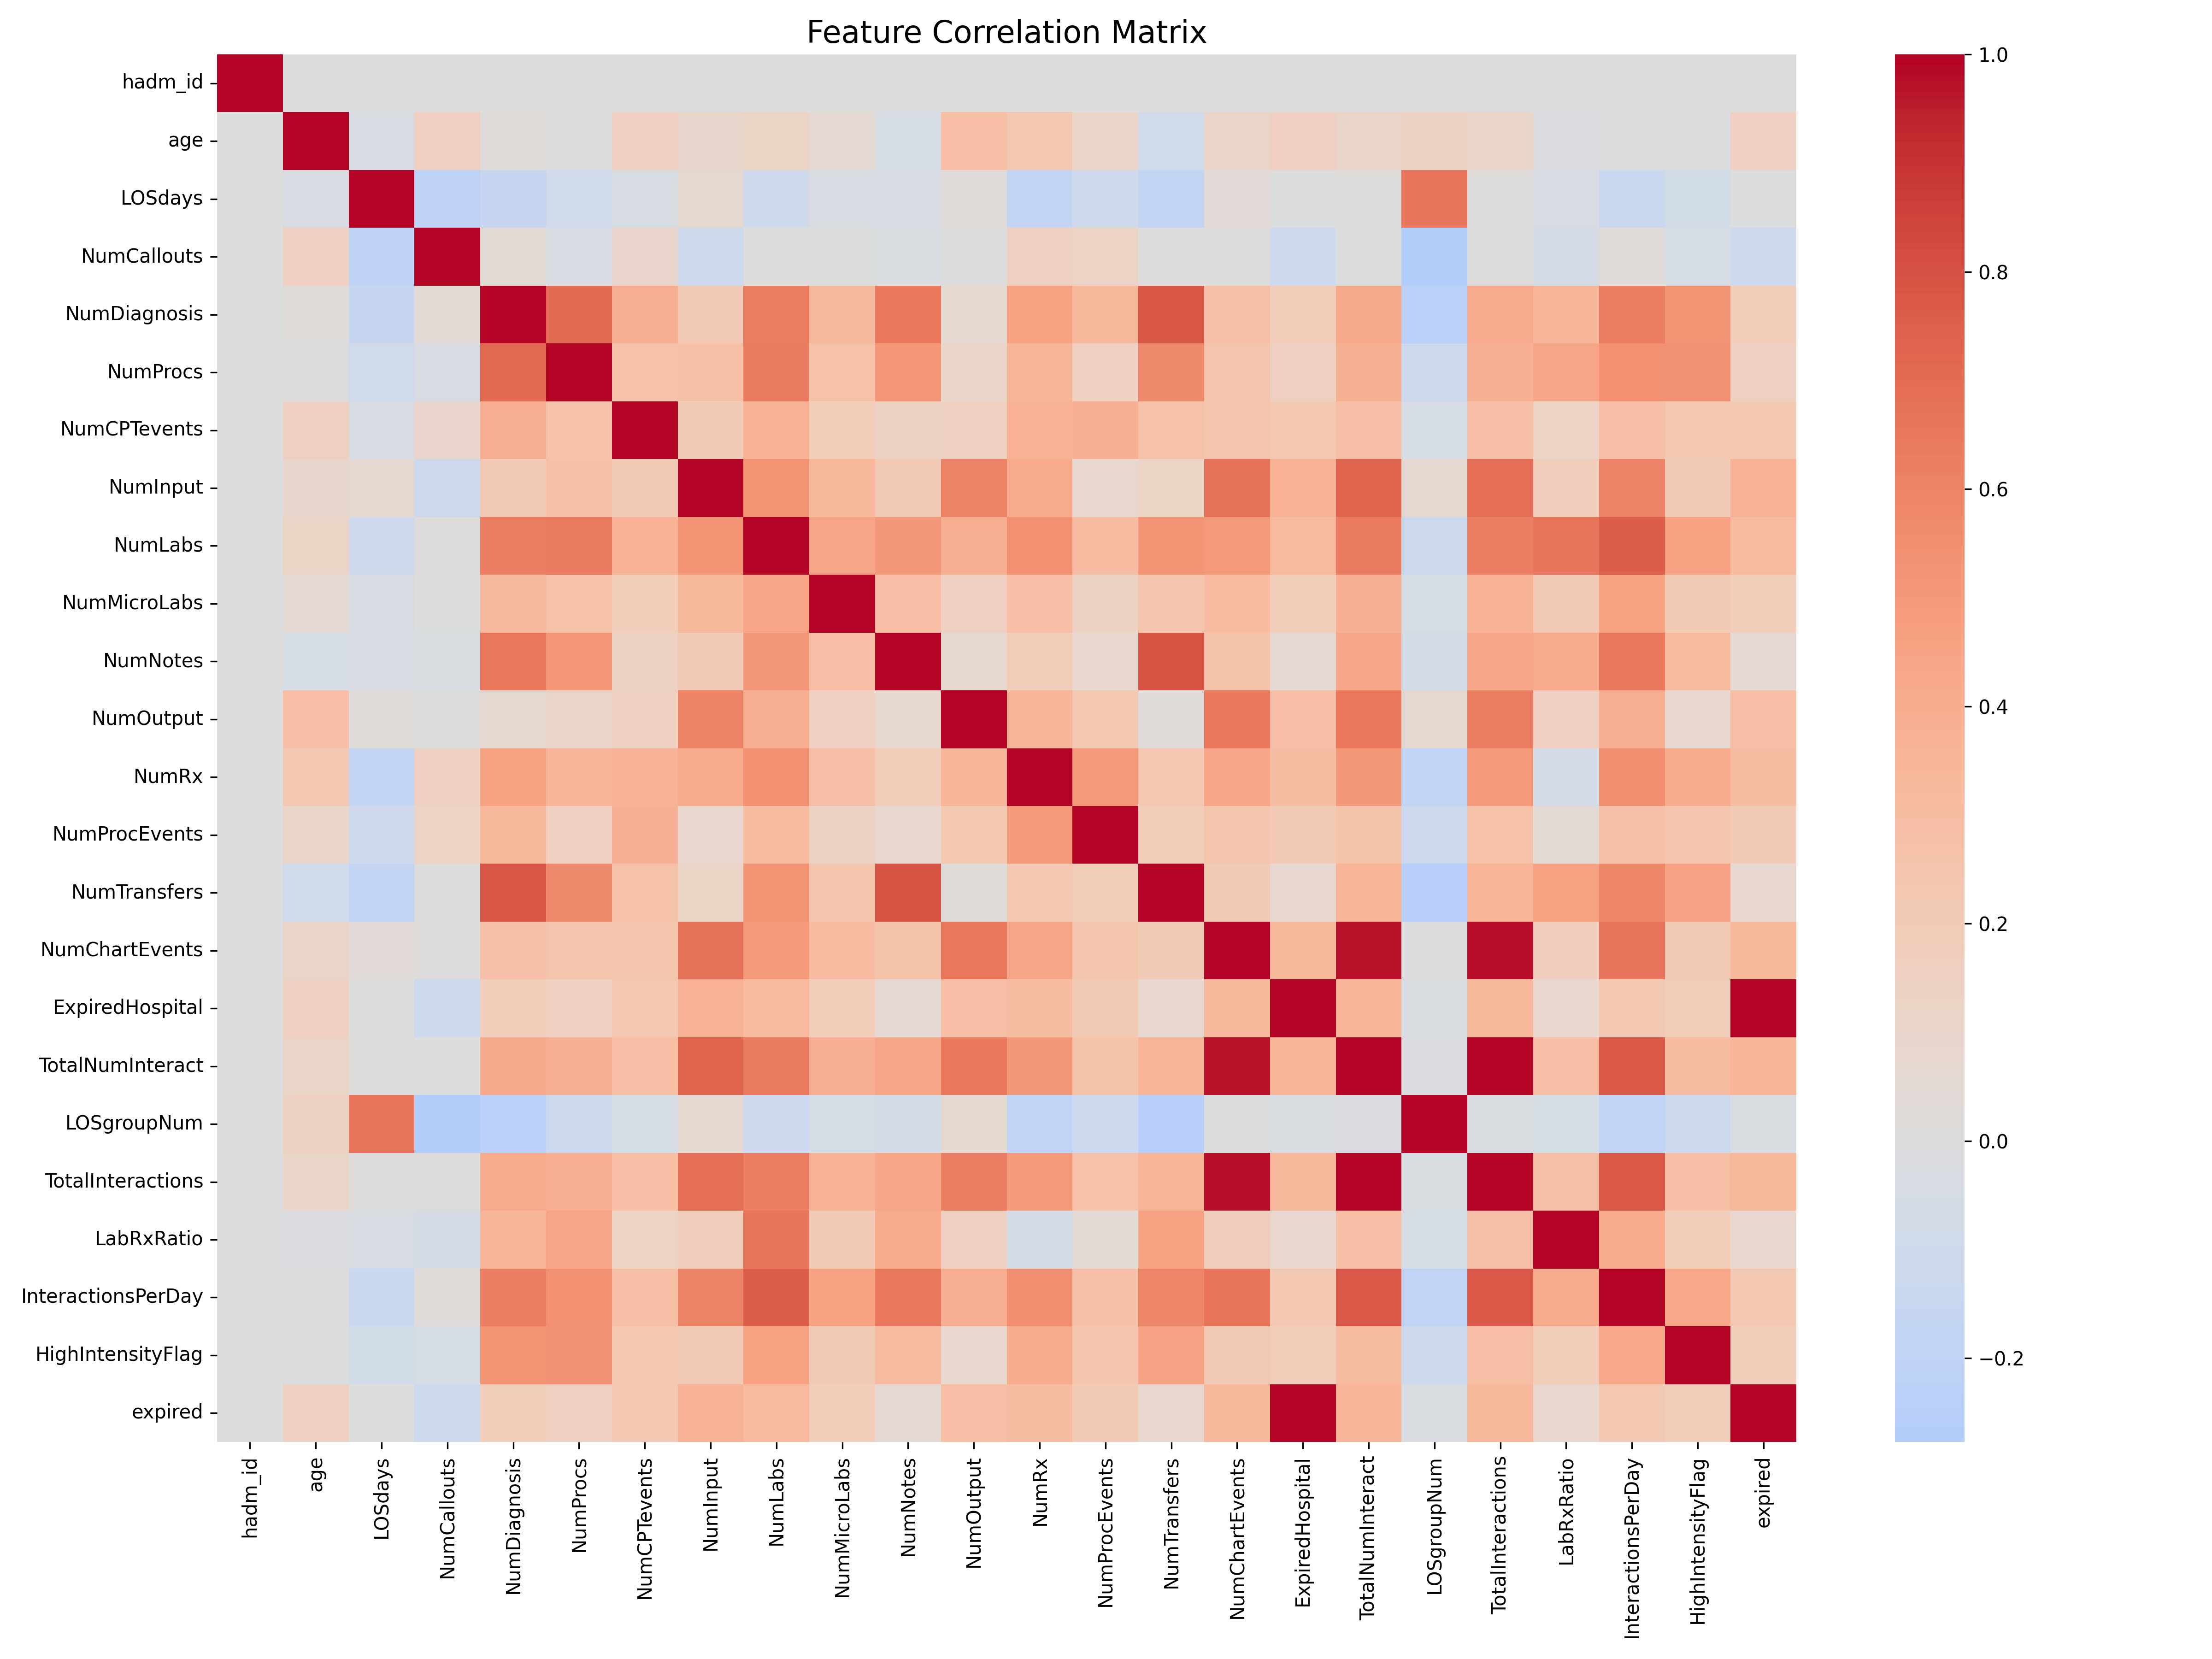 Feature Correlation Matrix
hadm_id
age
LOSdays
NumCallouts
NumDiagnosis
NumProcs
NumCPTevents
NumInput
NumLabs
NumMicroLabs
NumNotes
NumOutput
NumRx
NumProcEvents
NumTransfers
NumChartEvents
ExpiredHospital
TotalNumInteract
LOSgroupNum
TotalInteractions
LabRxRatio
InteractionsPerDay
HighIntensityFlag
expired
hadm_id
age
LOSdays
NumCallouts
NumDiagnosis
NumProcs
NumCPTevents
NumInput
NumLabs
NumMicroLabs
NumNotes
NumOutput
NumRx
NumProcEvents
NumTransfers
NumChartEvents
ExpiredHospital
TotalNumInteract
LOSgroupNum
TotalInteractions
LabRxRatio
InteractionsPerDay
HighIntensityFlag
expired
1.0
0.8
0.6
0.4
0.2
0.0
−0.2